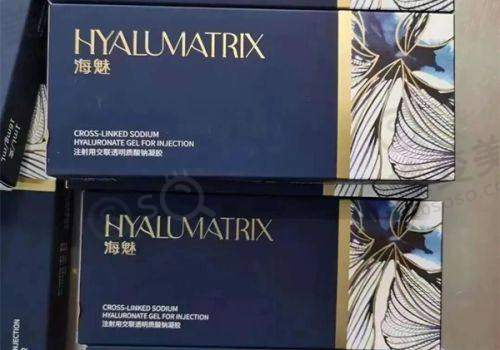 HYALUMATRIX
海魅
CROSS-LINKED SODIUM
HYALURONATE GEL FOR INJECTION
注射用交联透明质酸钠凝胶
HYALUMATRIX
海魅
CROSS-LINKED SODIUM
HYALURONATE GEL FOR INJECTION
注射用交联透明质酸钠凝胶